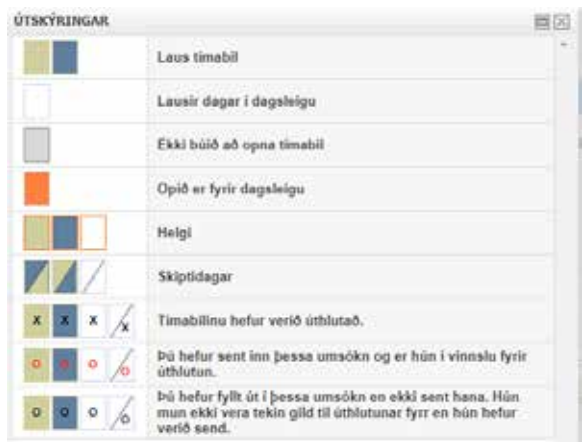 ÚTSKÝRINGAR
Laus tímabil
Lausir dagar í dagsleigu
Ekki búið að opna tímabil
Opið er fyrir dagsleigu
Helgi
Skiptidagar
X X X X
Tímabilinu hefur verið úthlutað.
O O O O
Þú hefur sent inn þessa umsókn og er hún í vinnslu fyrir
úthlutun.
O O O O
Þú hefur fyllt út í þessa umsókn en ekki sent hana. Hún
mun ekki vera tekin gild til úthlutunar fyrr en hún hefur
verið send.